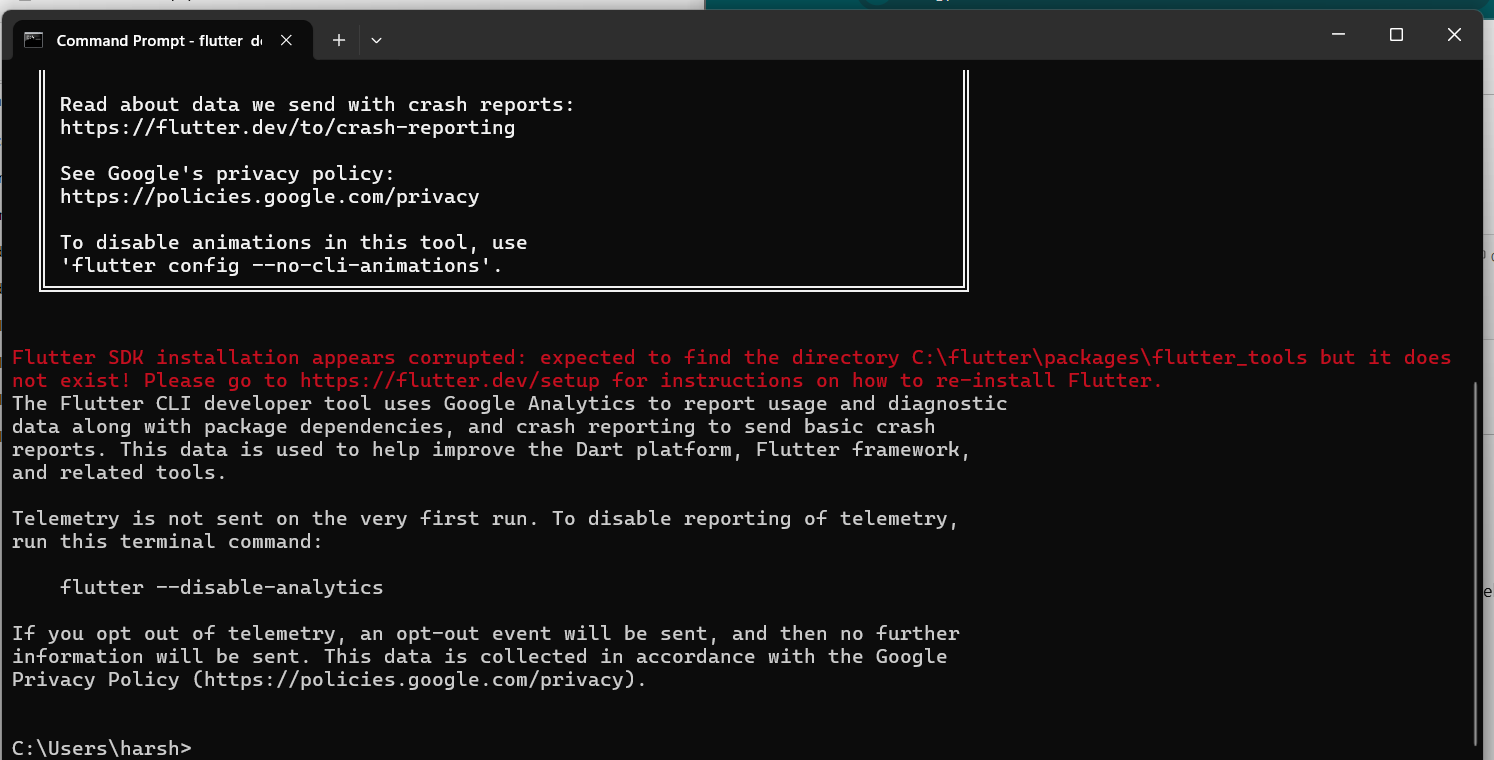 Command Prompt - flutter d
Read about data we send with crash reports:
https://flutter.dev/to/crash-reporting
See Google's privacy policy:
https://policies.google.com/privacy
To disable animations in this tool, use
'flutter config --no-cli-animations'.
Flutter SDK installation appears corrupted: expected to find the directory C:\flutter\packages\flutter_tools but it does
not exist! Please go to https://flutter.dev/setup for instructions on how to re-install Flutter.
The Flutter CLI developer tool uses Google Analytics to report usage and diagnostic
data along with package dependencies, and crash reporting to send basic crash
reports. This data is used to help improve the Dart platform, Flutter framework,
and related tools.
Telemetry is not sent on the very first run. To disable reporting of telemetry,
run this terminal command:
flutter --disable-analytics
If you opt out of telemetry, an opt-out event will be sent, and then no further
information will be sent. This data is collected in accordance with the Google
Privacy Policy (https://policies.google.com/privacy).
C:\Users\harsh>